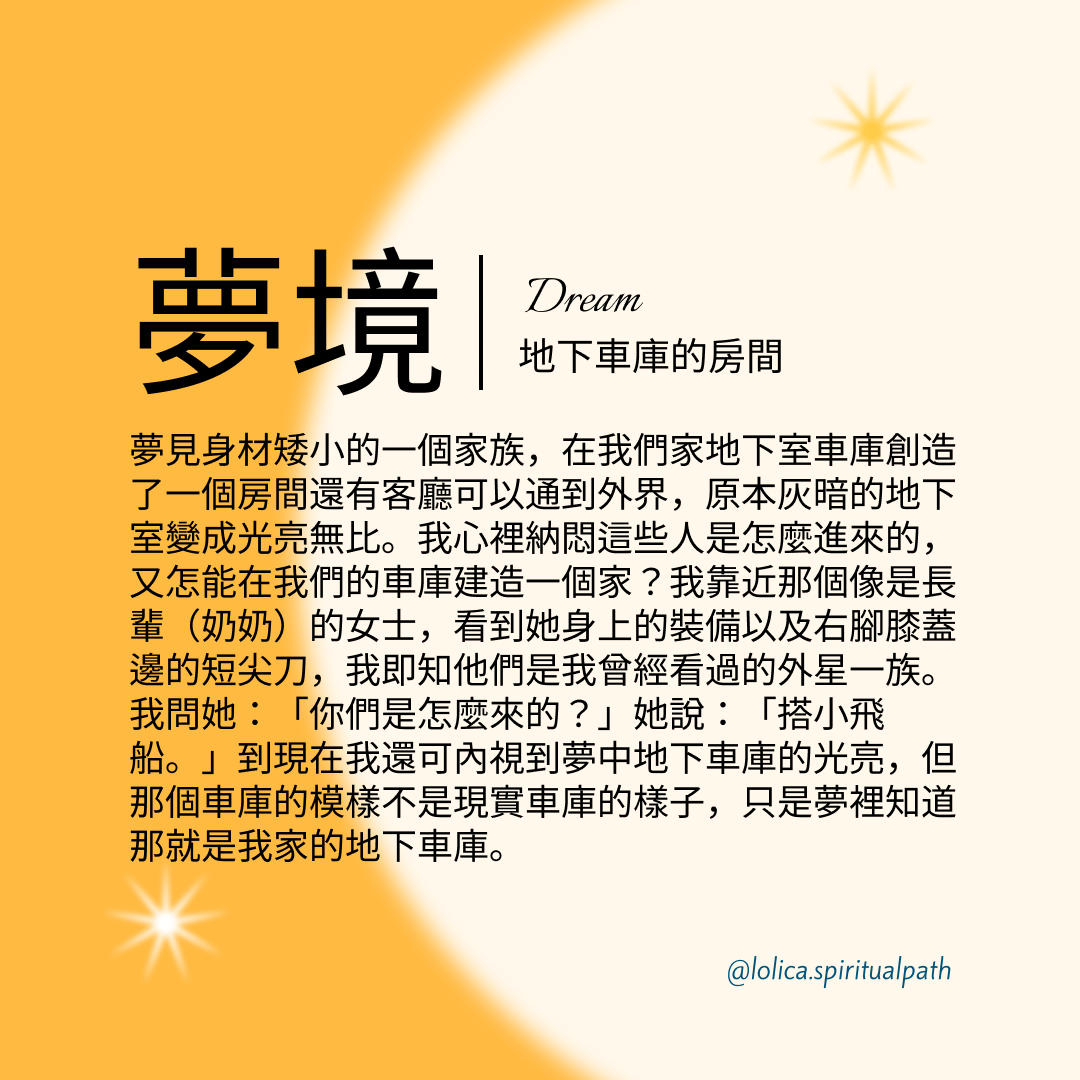 夢境
Dream
地下車庫的房間
夢見身材矮小的一個家族，在我們家地下室車庫創造
了一個房間還有客廳可以通到外界，原本灰暗的地下
室變成光亮無比。我心裡納悶這些人是怎麼進來的，
又怎能在我們的車庫建造一個家？我靠近那個像是長
輩（奶奶）的女士，看到她身上的裝備以及右腳膝蓋
邊的短尖刀，我即知他們是我曾經看過的外星一族。
我問她：「你們是怎麼來的？」她說：「搭小飛
船。」到現在我還可內視到夢中地下車庫的光亮，但
那個車庫的模樣不是現實車庫的樣子，只是夢裡知道
那就是我家的地下車庫。
@lolica.spiritualpath